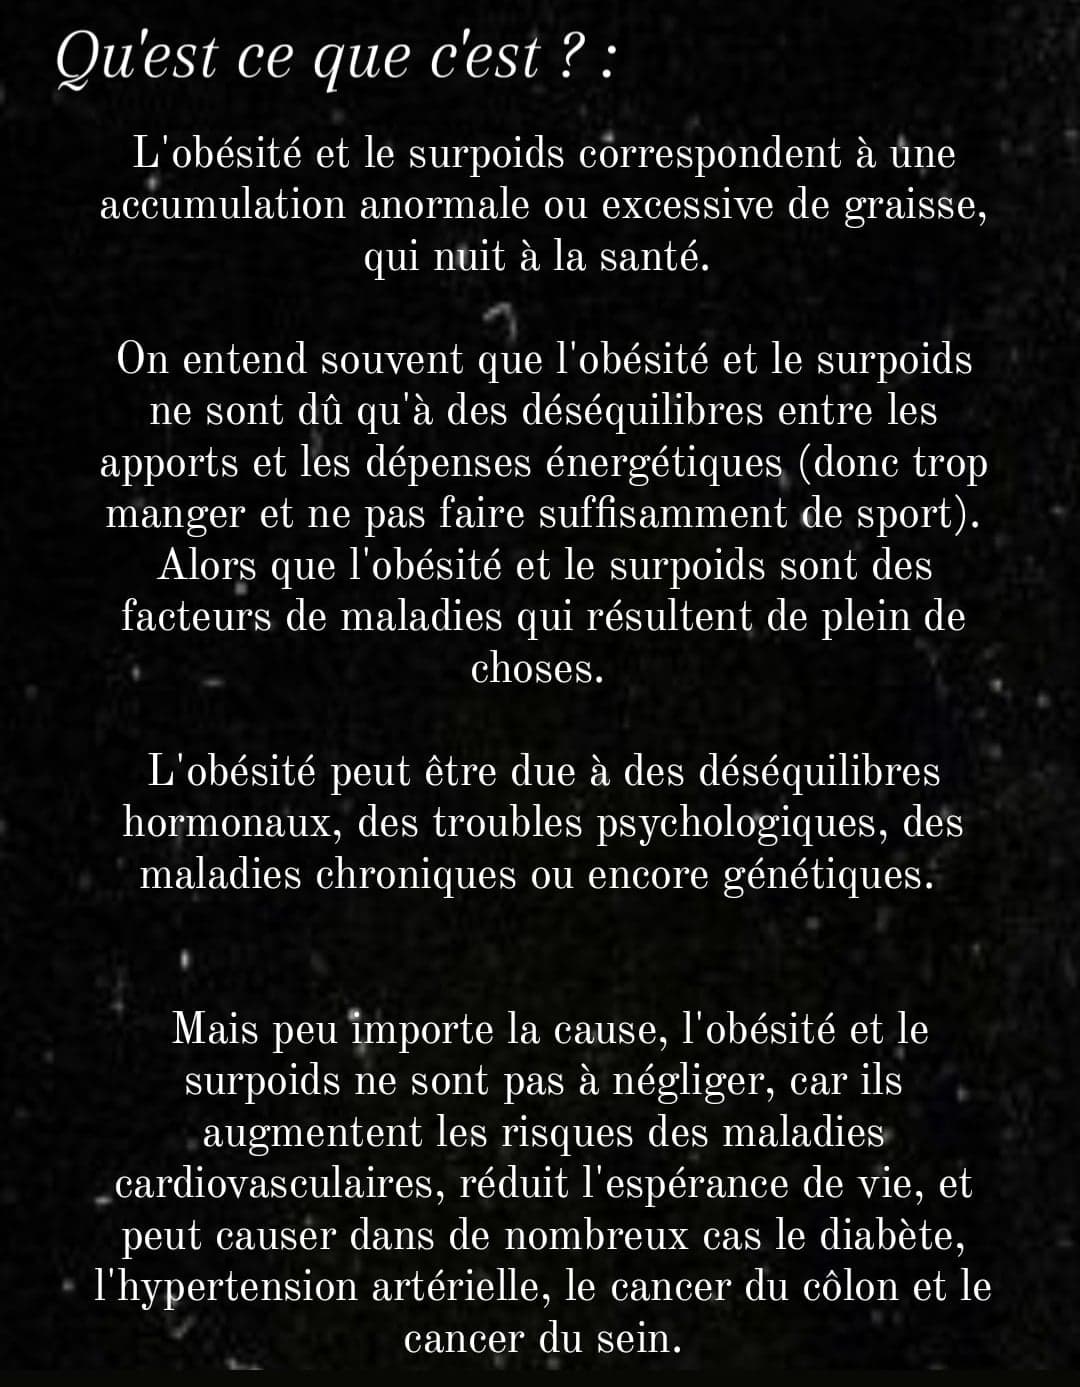 Qu'est ce que c'est ? :
L'obésité et le surpoids correspondent à une
accumulation anormale ou excessive de graisse,
qui nuit à la santé.
On entend souvent que l'obésité et le surpoids
ne sont dû qu'à des déséquilibres entre les
apports et les dépenses énergétiques (donc trop
manger et ne pas faire suffisamment de sport).
Alors que l'obésité et le surpoids sont des
facteurs de maladies qui résultent de plein de
choses.
L'obésité peut être due à des déséquilibres
hormonaux, des troubles psychologiques, des
maladies chroniques ou encore génétiques.
Mais peu importe la cause, l'obésité et le
surpoids ne sont pas à négliger, car ils
augmentent les risques des maladies
cardiovasculaires, réduit l'espérance de vie, et
peut causer dans de nombreux cas le diabète,
l'hypertension artérielle, le cancer du côlon et le
cancer du sein.